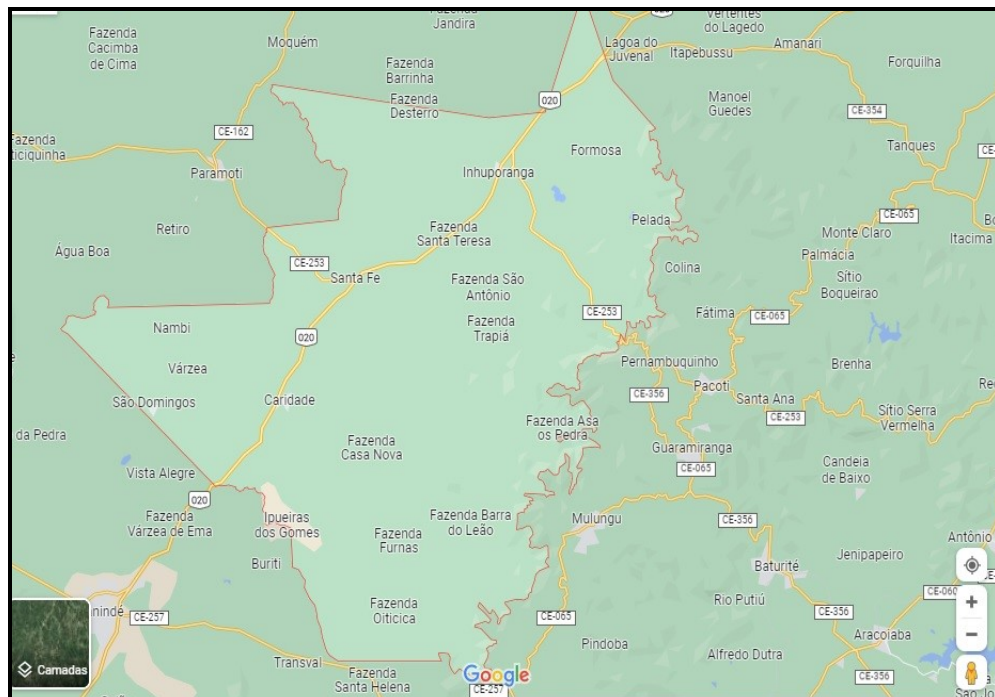 Fazenda
Jandira
020
Vertentes
do Lagedo
Fazenda
Cacimba
de Cima
Moquém
Lagoa do
Juvenal
Itapebussu
Amanari
Fazenda
Barrinha
Forquilha
Fazenda
Desterro
020
Manoel
Guedes
CE-354
CE-162
Fazenda
Formosa
Tanques
Paramoti
Inhuporanga
Pelada
CE-065
Retiro
Fazenda
Santa Teresa
Monte Claro
Itacima
Água Boa
Palmácia
CE-253
Santa Fe
Colina
Sítio
Boqueirao
Fazenda São
Antônio
Nambi
Fazenda
Trapiá
CE-253
Fátima
CE-065
020
Várzea
Pernambuquinho
Brenha
Pacoti
São Domingos
Caridade
CE-356
Santa Ana
CE-253
Sítio Serra
Vermelha
da Pedra
Fazenda
Casa Nova
Fazenda Asa
os Pedra
Guaramiranga
CE-065
Vista Alegre
Candeia
de Baixo
020
Fazenda
Várzea de Ema
Ipueiras
dos Gomes
Fazenda Barra
do Leão
Mulungu
CE-356
Fazenda
Furnas
Antônio
Buriti
Baturité
Jenipapeiro
Rio Putiú
CE-060
Fazenda
Oiticica
CE-257
CE-065
CE-356
Aracoiaba
Pindoba
Alfredo Dutra
Transval
Camadas
Fazenda
Santa Helena
Google
CE-257
CE-356